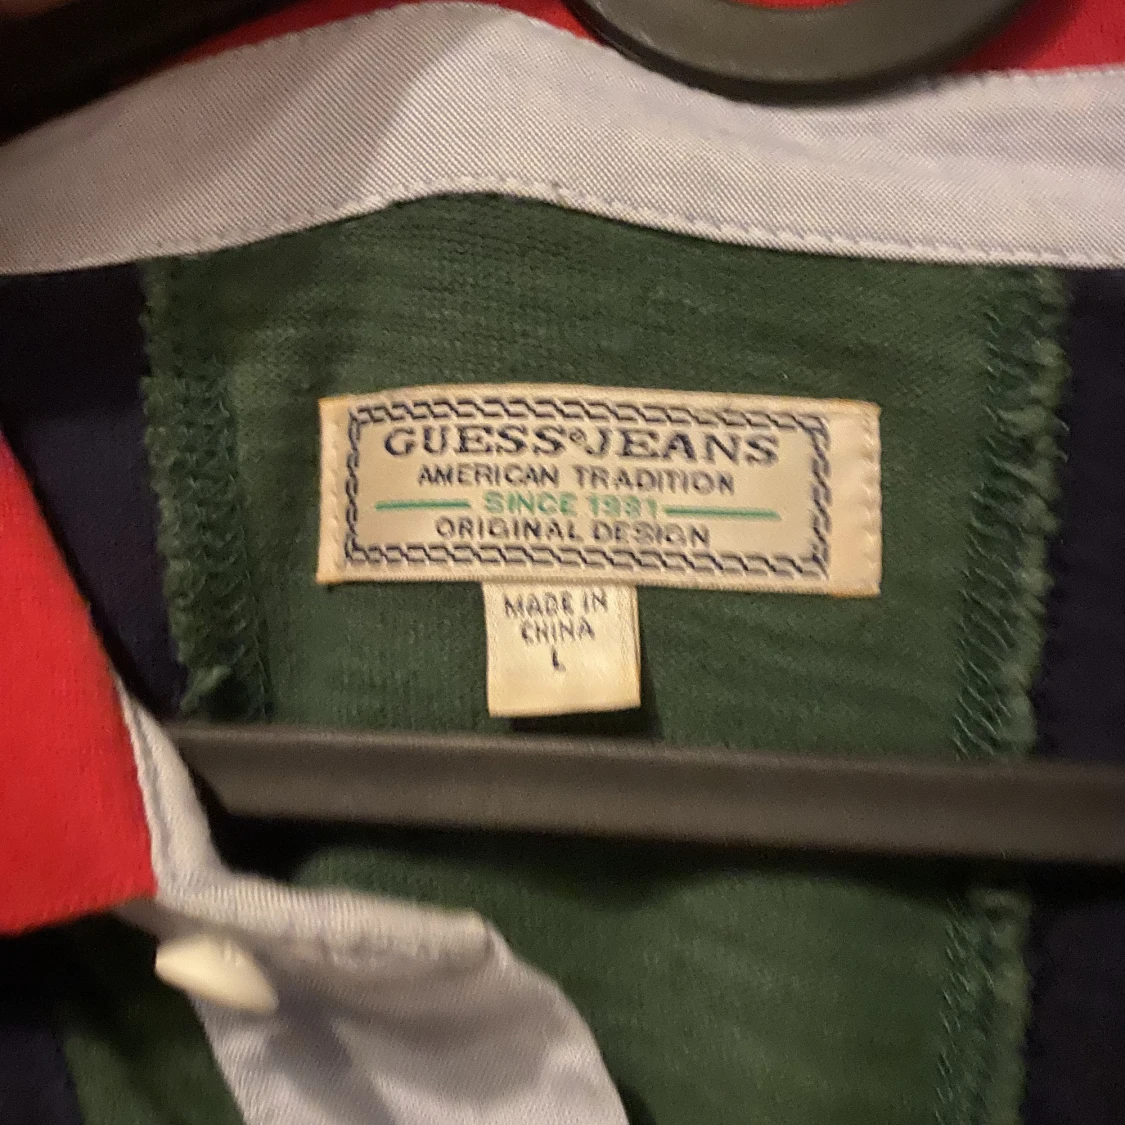 GUESS® JEANS
AMERICAN TRADITION
SINCE 1981
ORIGINAL DESIGN
MADE IN
CHINA
L